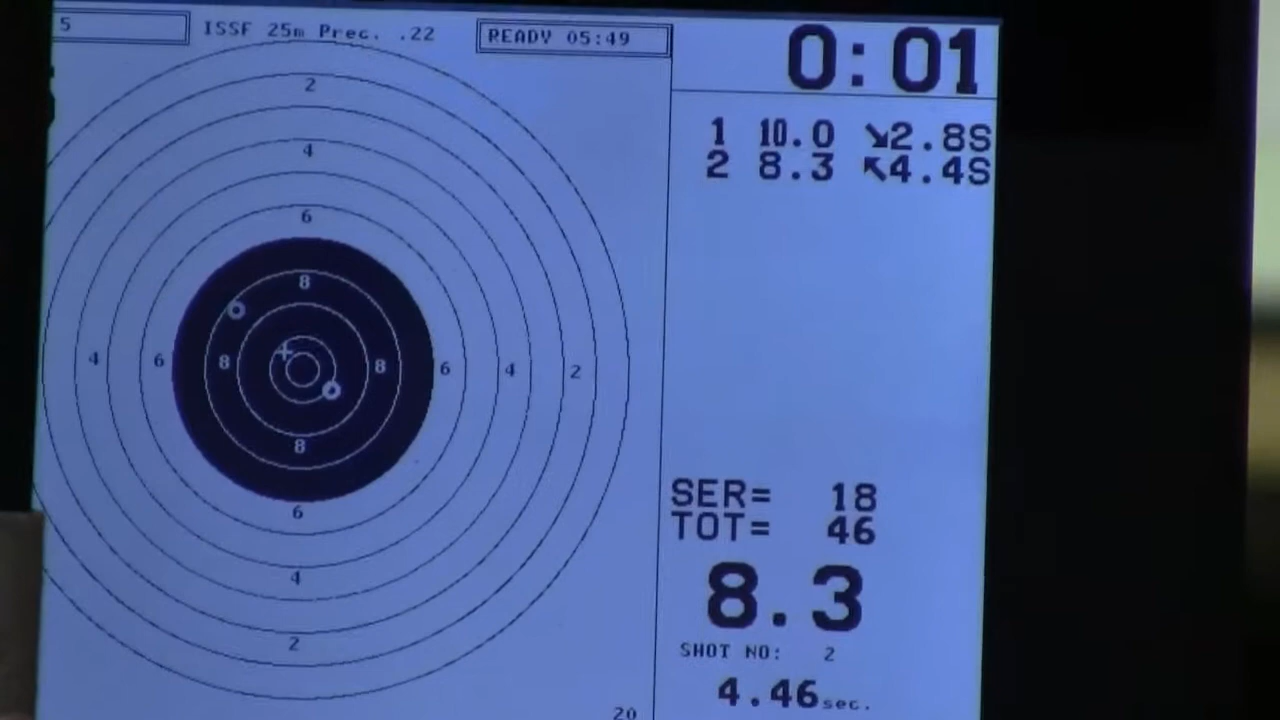 5
ISSF 25m Prec. .22
READY 05:49
0:01
1 10.0 ↘2.8S
2 8.3 ↖4.4S
2
4
6
8
4 6 8 8 6 4 2
8
6
4
2
SER= 18
TOT= 46
8.3
SHOT NO: 2
4.46sec.
20